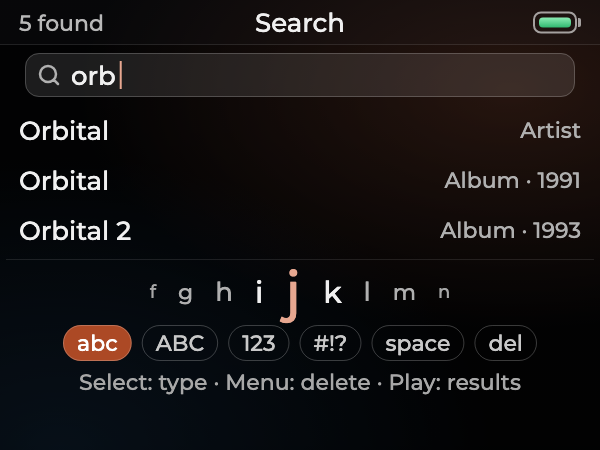 5 found Search
orb
Orbital Artist
Orbital Album · 1991
Orbital 2 Album · 1993
f g h i j k l m n
abc ABC 123 #!? space del
Select: type · Menu: delete · Play: results